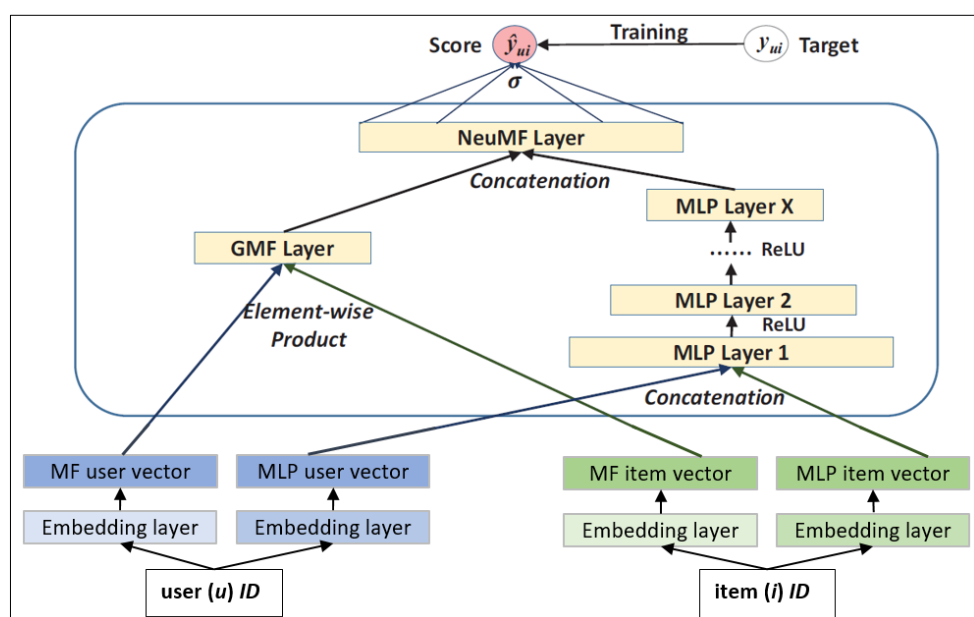 Training
Score ŷui yui Target
σ
NeuMF Layer
Concatenation
MLP Layer X
GMF Layer
...... ReLU
Element-wise
Product
MLP Layer 2
ReLU
MLP Layer 1
Concatenation
MF user vector MLP user vector MF item vector MLP item vector
Embedding layer Embedding layer Embedding layer Embedding layer
user (u) ID item (i) ID